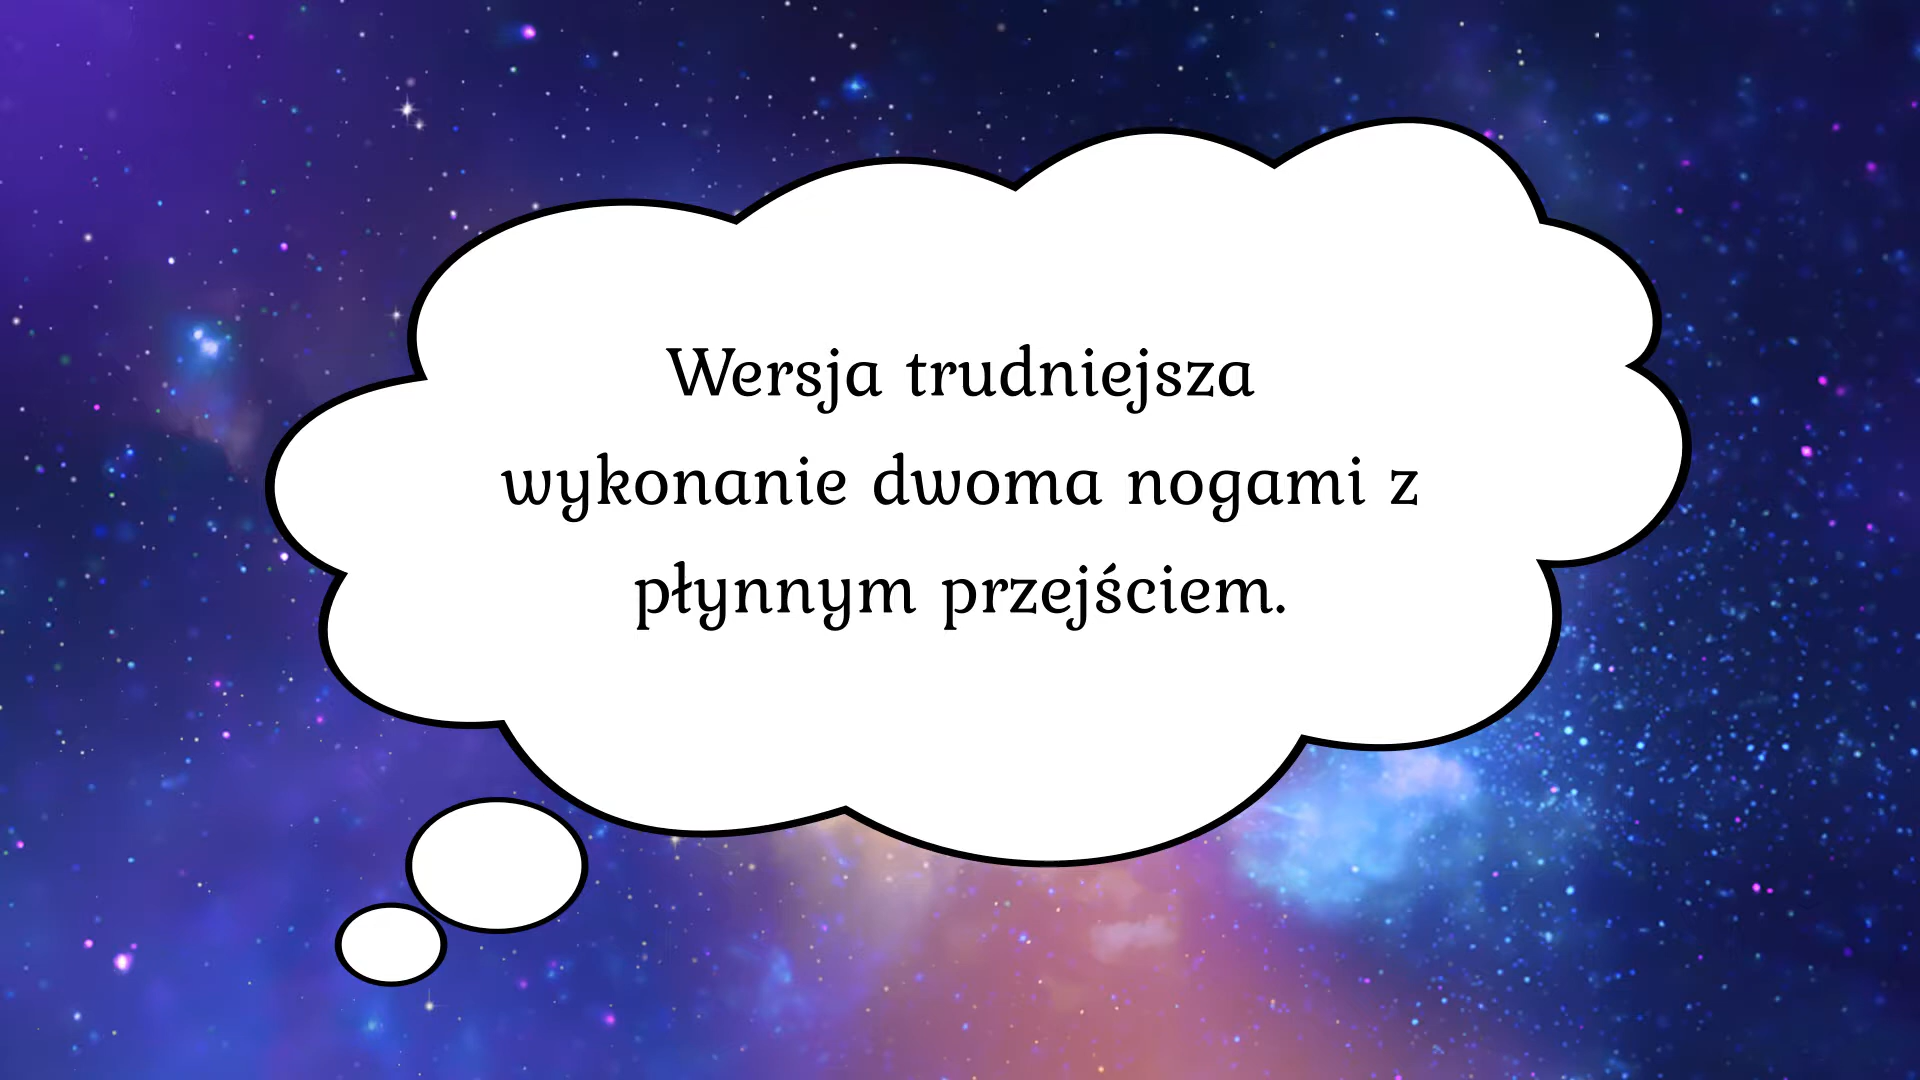 Wersja trudniejsza
wykonanie dwoma nogami z
płynnym przejściem.